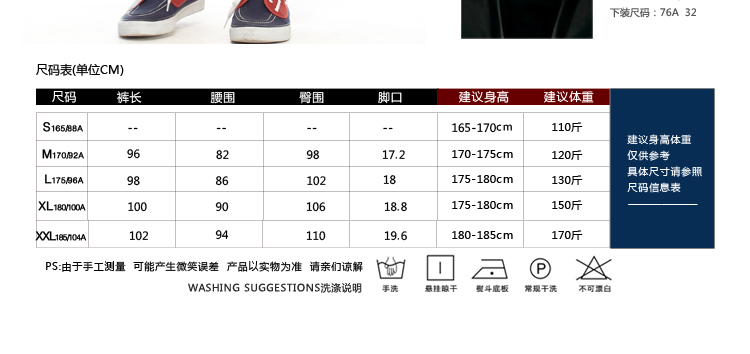 下装尺码：76A 32
尺码表(单位CM)
尺码 裤长 腰围 臀围 脚口 建议身高 建议体重
S165/88A -- -- -- -- 165-170cm 110斤
M170/92A 96 82 98 17.2 170-175cm 120斤
L175/96A 98 86 102 18 175-180cm 130斤
XL180/100A 100 90 106 18.8 175-180cm 150斤
XXL185/104A 102 94 110 19.6 180-185cm 170斤
建议身高体重
仅供参考
具体尺寸请参照
尺码信息表
PS:由于手工测量 可能产生微笑误差 产品以实物为准 请亲们谅解
WASHING SUGGESTIONS洗涤说明
手洗 悬挂晾干 熨斗底板 常规干洗 不可漂白